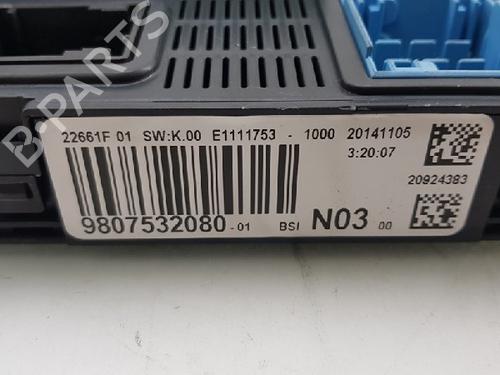 B-PARTS
22661F 01 SW:K.00 E1111753 - 1000 20141105
3:20:07
20924383
9807532080 -01 BSI N03 00